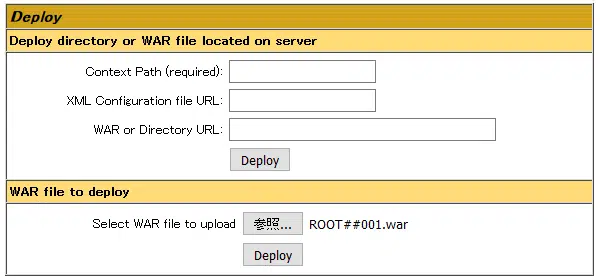 Deploy
Deploy directory or WAR file located on server
Context Path (required):
XML Configuration file URL:
WAR or Directory URL:
Deploy
WAR file to deploy
Select WAR file to upload 参照... ROOT##001.war
Deploy